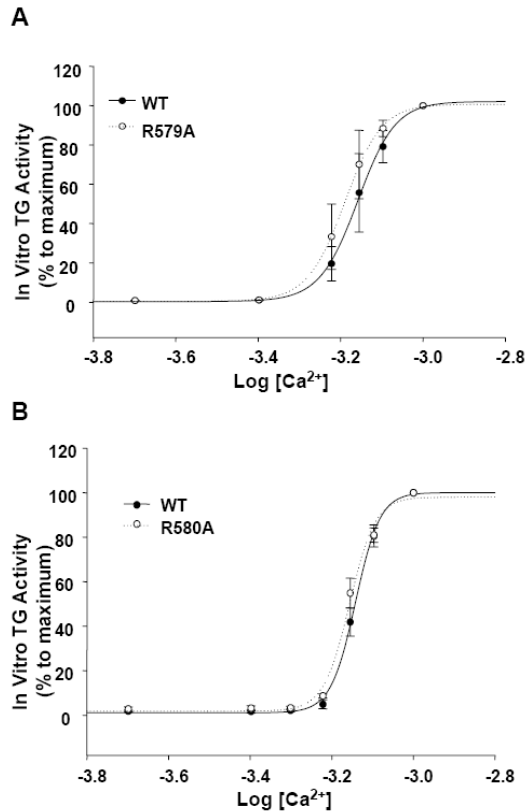 A
120
100
80
60
40
20
0
WT
R579A
In Vitro TG Activity
(% to maximum)
-3.8 -3.6 -3.4 -3.2 -3.0 -2.8
Log [Ca²⁺]
B
120
100
80
60
40
20
0
WT
R580A
In Vitro TG Activity
(% to maximum)
-3.8 -3.6 -3.4 -3.2 -3.0 -2.8
Log [Ca²⁺]